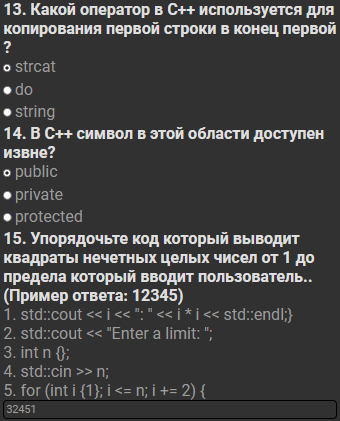 13. Какой оператор в C++ используется для
копирования первой строки в конец первой
?
strcat
do
string
14. В C++ символ в этой области доступен
извне?
public
private
protected
15. Упорядочьте код который выводит
квадраты нечетных целых чисел от 1 до
предела который вводит пользователь..
(Пример ответа: 12345)
1. std::cout << i << ": " << i * i << std::endl;}
2. std::cout << "Enter a limit: ";
3. int n {};
4. std::cin >> n;
5. for (int i {1}; i <= n; i += 2) {
32451